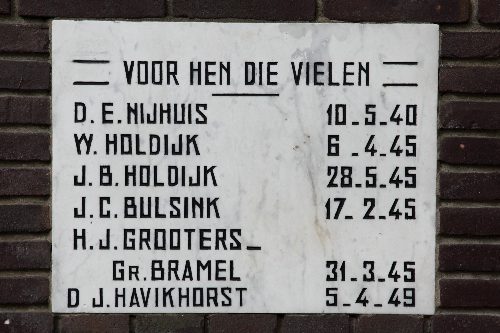 VOOR HEN DIE VIELEN
D. E. NIJHUIS 10-5-40
W. HOLDIJK 6-4-45
J. B. HOLDIJK 28-5-45
J. C. BULSINK 17-2-45
H. J. GROOTERS_
GR. BRAMEL 31-3-45
D J. HAVIKHORST 5-4-49